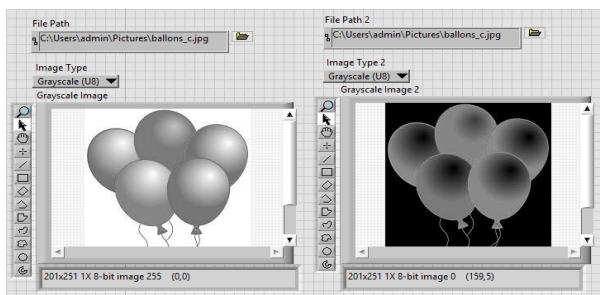 File Path
C:\Users\admin\Pictures\ballons_c.jpg
Image Type
Grayscale (U8)
Grayscale Image
201x251 1X 8-bit image 255 (0,0)
File Path 2
C:\Users\admin\Pictures\ballons_c.jpg
Image Type 2
Grayscale (U8)
Grayscale Image 2
201x251 1X 8-bit image 0 (159,5)